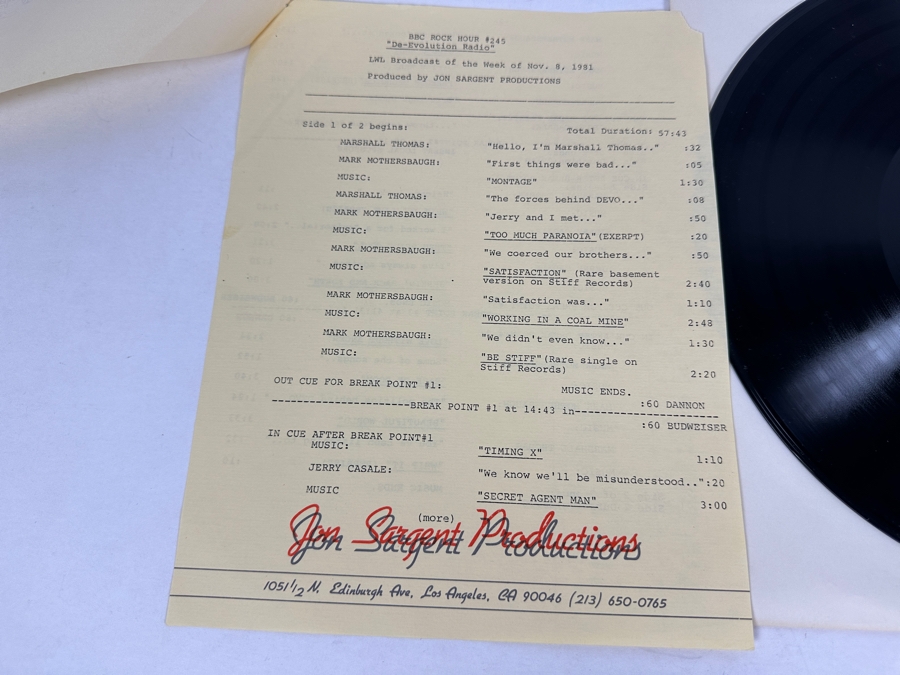 BBC ROCK HOUR #245
"De-Evolution Radio"
LWL Broadcast of the Week of Nov. 8, 1981
Produced by JON SARGENT PRODUCTIONS
Side 1 of 2 begins: Total Duration: 57:43
MARSHALL THOMAS: "Hello, I'm Marshall Thomas.." :32
MARK MOTHERSBAUGH: "First things were bad..." :05
MUSIC: "MONTAGE" 1:30
MARSHALL THOMAS: "The forces behind DEVO..." :08
MARK MOTHERSBAUGH: "Jerry and I met..." :50
MUSIC: "TOO MUCH PARANOIA"(EXERPT) :20
MARK MOTHERSBAUGH: "We coerced our brothers..." :50
MUSIC: "SATISFACTION" (Rare basement
version on Stiff Records) 2:40
MARK MOTHERSBAUGH: "Satisfaction was..." 1:10
MUSIC: "WORKING IN A COAL MINE" 2:48
MARK MOTHERSBAUGH: "We didn't even know..." 1:30
MUSIC: "BE STIFF"(Rare single on
Stiff Records) 2:20
OUT CUE FOR BREAK POINT #1: MUSIC ENDS.
:60 DANNON
----------------------BREAK POINT #1 at 14:43 in-----------------------
:60 BUDWEISER
IN CUE AFTER BREAK POINT#1
MUSIC: "TIMING X" 1:10
JERRY CASALE: "We know we'll be misunderstood..":20
MUSIC "SECRET AGENT MAN" 3:00
(more)
Jon Sargent Productions
1051 1/2 N. Edinburgh Ave. Los Angeles, CA 90046 (213) 650-0765